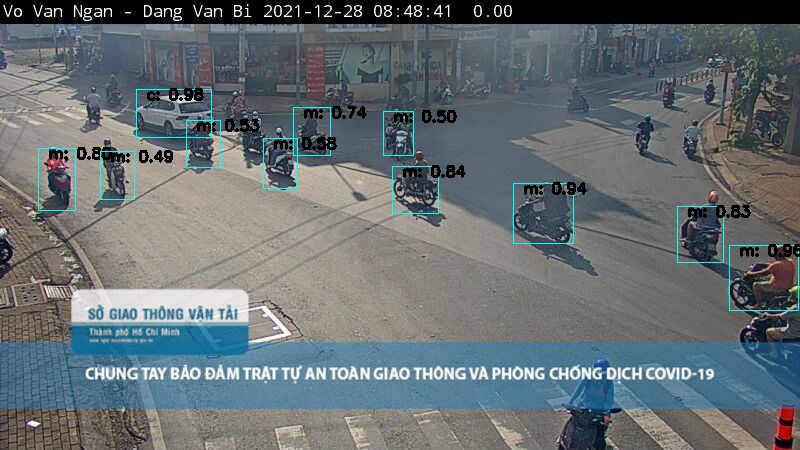 Vo Van Ngan - Dang Van Bi 2021-12-28 08:48:41 0.00
c: 0.98
m: 0.74
m: 0.50
m: 0.53
m: 0.58
m: 0.49
m: 0.84
m: 0.94
m: 0.83
m: 0.96
SỞ GIAO THÔNG VẬN TẢI
Thành phố Hồ Chí Minh
CHUNG TAY BẢO ĐẢM TRẬT TỰ AN TOÀN GIAO THÔNG VÀ PHÒNG CHỐNG DỊCH COVID-19